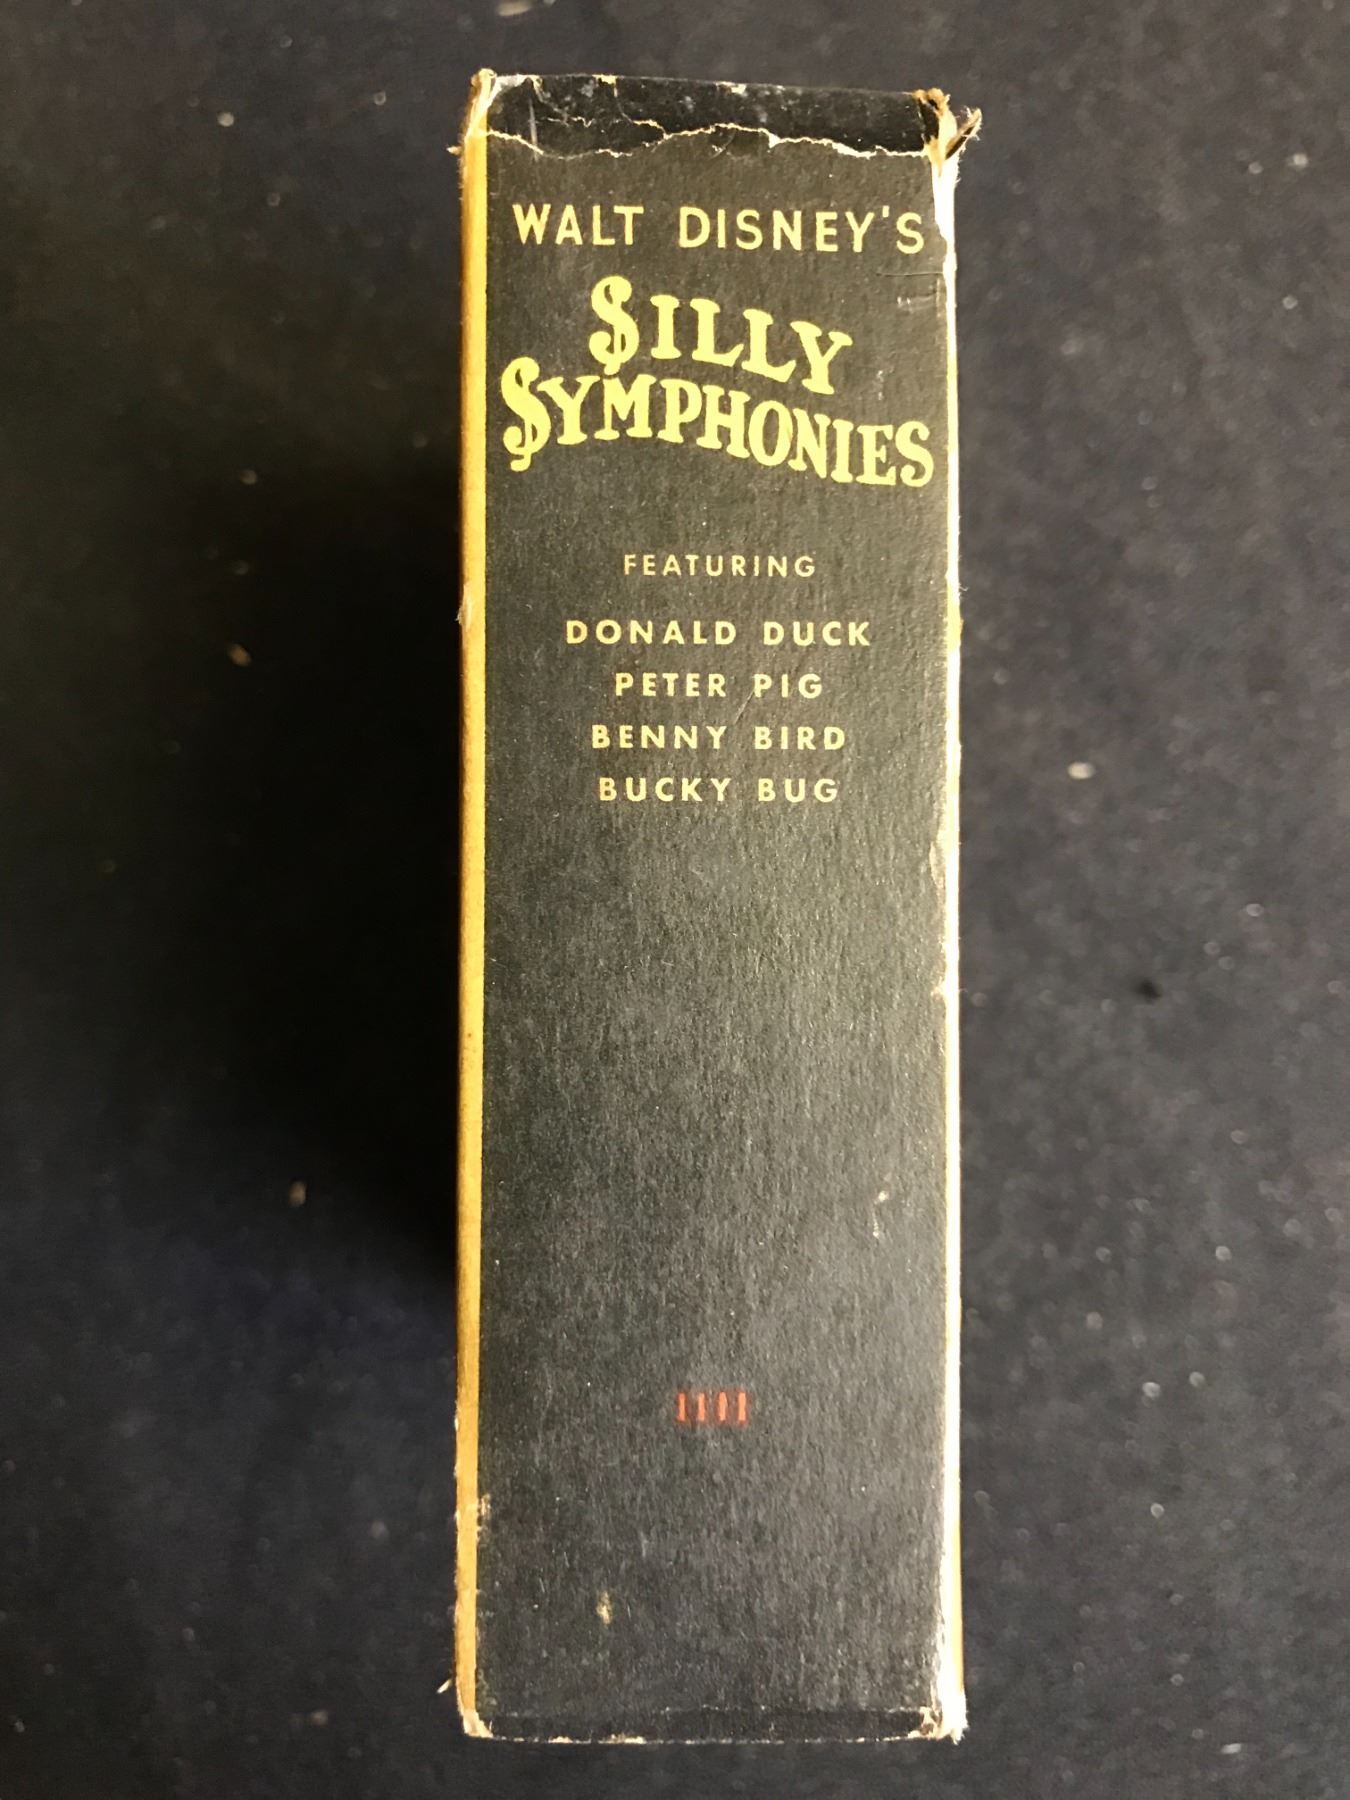 WALT DISNEY'S
SILLY
SYMPHONIES
FEATURING
DONALD DUCK
PETER PIG
BENNY BIRD
BUCKY BUG
1111